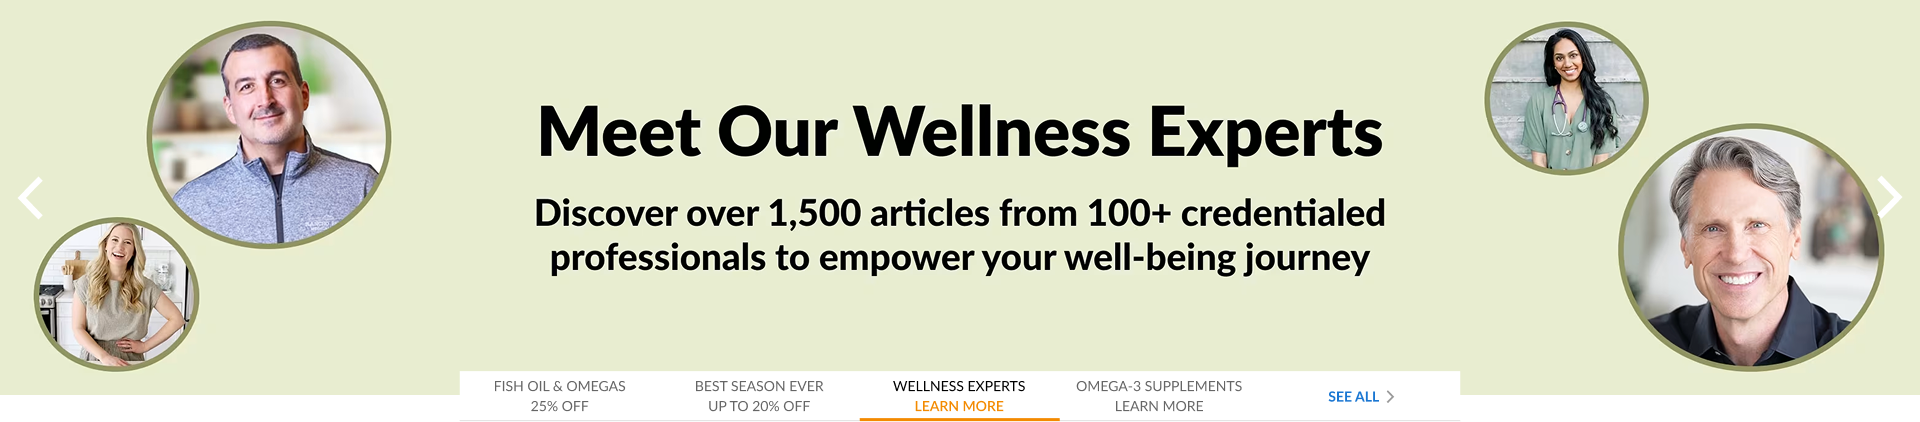 Meet Our Wellness Experts
Discover over 1,500 articles from 100+ credentialed
professionals to empower your well-being journey
FISH OIL & OMEGAS
25% OFF
BEST SEASON EVER
UP TO 20% OFF
WELLNESS EXPERTS
LEARN MORE
OMEGA-3 SUPPLEMENTS
LEARN MORE
SEE ALL